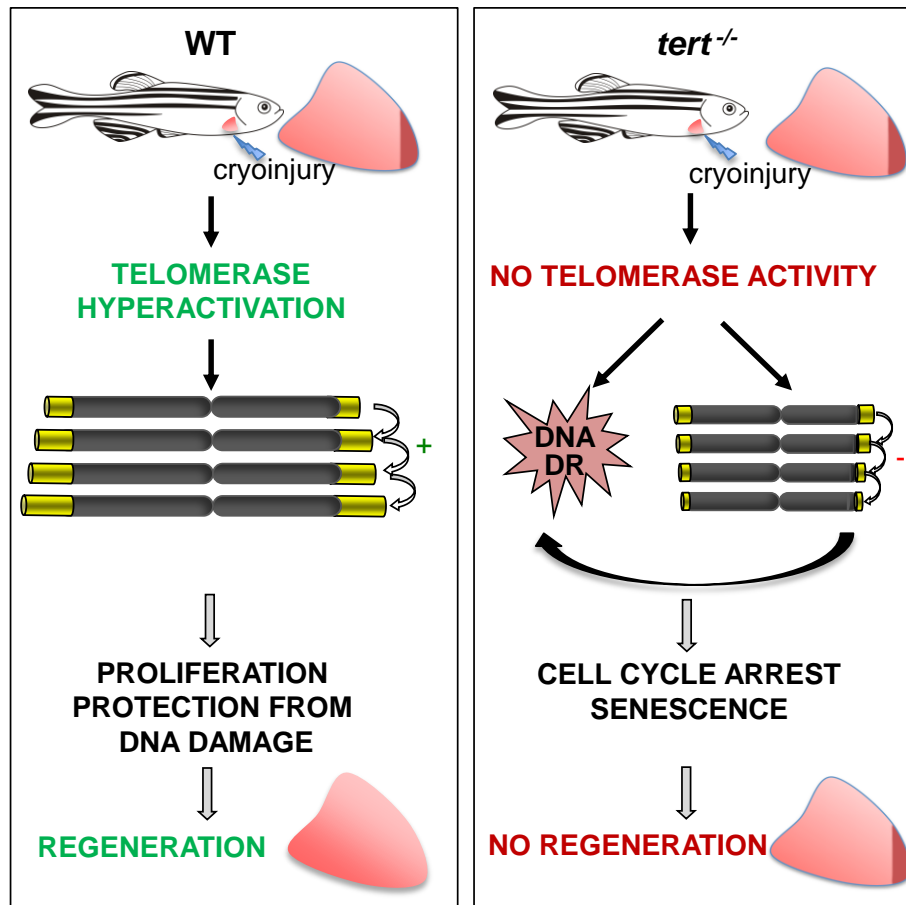 WT
cryoinjury
TELOMERASE
HYPERACTIVATION
+
PROLIFERATION
PROTECTION FROM
DNA DAMAGE
REGENERATION
tert -/-
cryoinjury
NO TELOMERASE ACTIVITY
DNA
DR
-
CELL CYCLE ARREST
SENESCENCE
NO REGENERATION